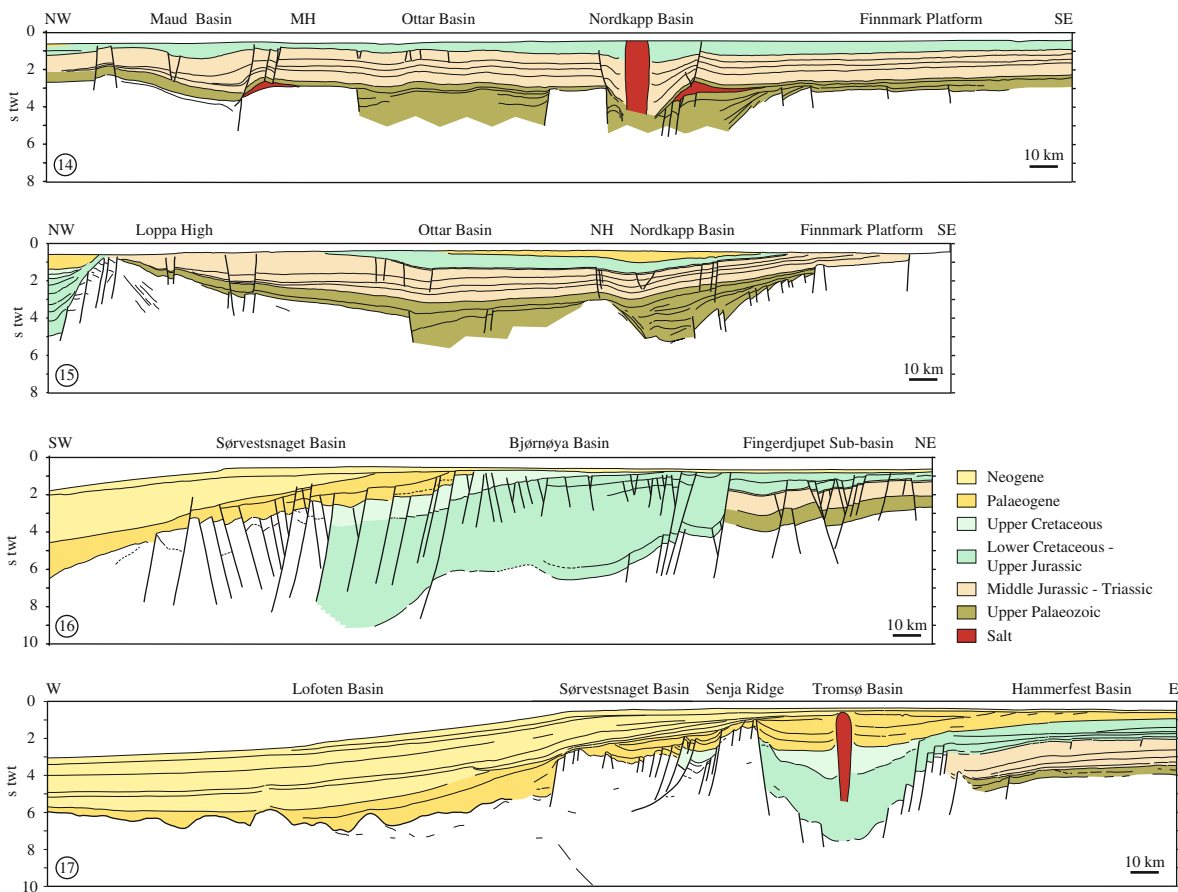 NW Maud Basin MH Ottar Basin Nordkapp Basin Finnmark Platform SE
0
2
4
6
8
s twt
14
10 km
NW Loppa High Ottar Basin NH Nordkapp Basin Finnmark Platform SE
0
2
4
6
8
s twt
15
10 km
SW Sørvestsnaget Basin Bjørnøya Basin Fingerdjupet Sub-basin NE
0
2
4
6
8
10
s twt
16
10 km
Neogene
Palaeogene
Upper Cretaceous
Lower Cretaceous -
Upper Jurassic
Middle Jurassic - Triassic
Upper Palaeozoic
Salt
W Lofoten Basin Sørvestsnaget Basin Senja Ridge Tromsø Basin Hammerfest Basin E
0
2
4
6
8
10
s twt
17
10 km